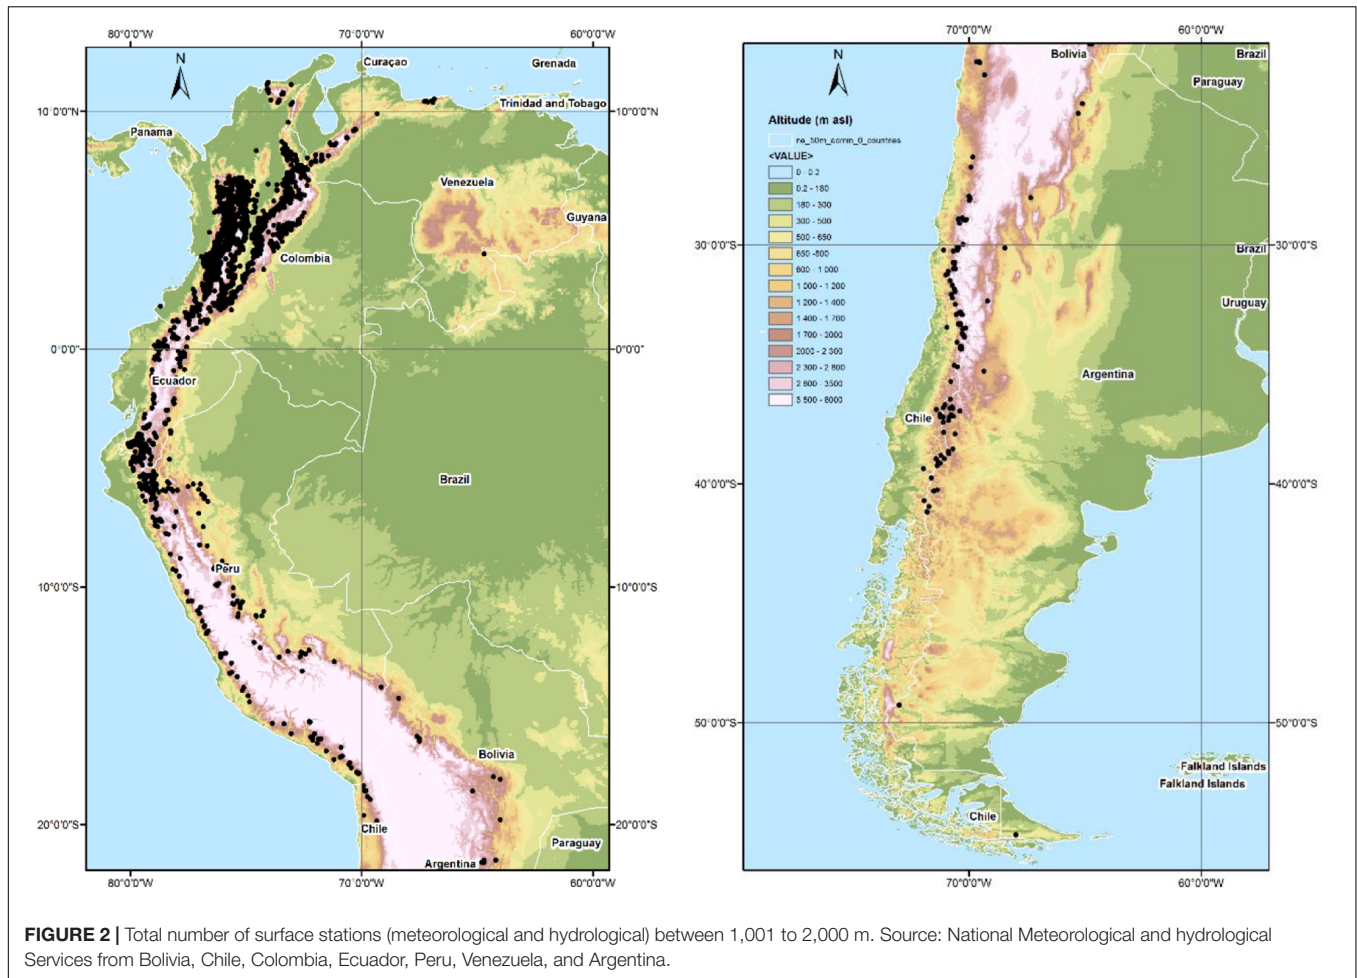 80°0'0"W
70°0'0"W
60°0'0"W
N
Curaçao
Grenada
10°0'0"N
Trinidad and Tobago
Panama
Venezuela
Guyana
Colombia
0°0'0"
0°0'0"
Ecuador
Brazil
Peru
10°0'0"S
10°0'0"S
Bolivia
20°0'0"S
20°0'0"S
Chile
Paraguay
Argentina
80°0'0"W
70°0'0"W
60°0'0"W
70°0'0"W
60°0'0"W
N
Bolivia
Brazil
Paraguay
Altitude (m asl)
ne_50m_admin_0_countries
<VALUE>
0 - 0.2
0.2 - 180
180 - 300
300 - 500
500 - 650
650 - 800
800 - 1 000
1 000 - 1 200
1 200 - 1 400
1 400 - 1 700
1 700 - 2000
2000 - 2 300
2 300 - 2 800
2 800 - 3500
3 500 - 8000
30°0'0"S
30°0'0"S
Brazil
Uruguay
Argentina
Chile
40°0'0"S
40°0'0"S
50°0'0"S
50°0'0"S
Falkland Islands
Falkland Islands
Chile
70°0'0"W
60°0'0"W
FIGURE 2 | Total number of surface stations (meteorological and hydrological) between 1,001 to 2,000 m. Source: National Meteorological and hydrological
Services from Bolivia, Chile, Colombia, Ecuador, Peru, Venezuela, and Argentina.